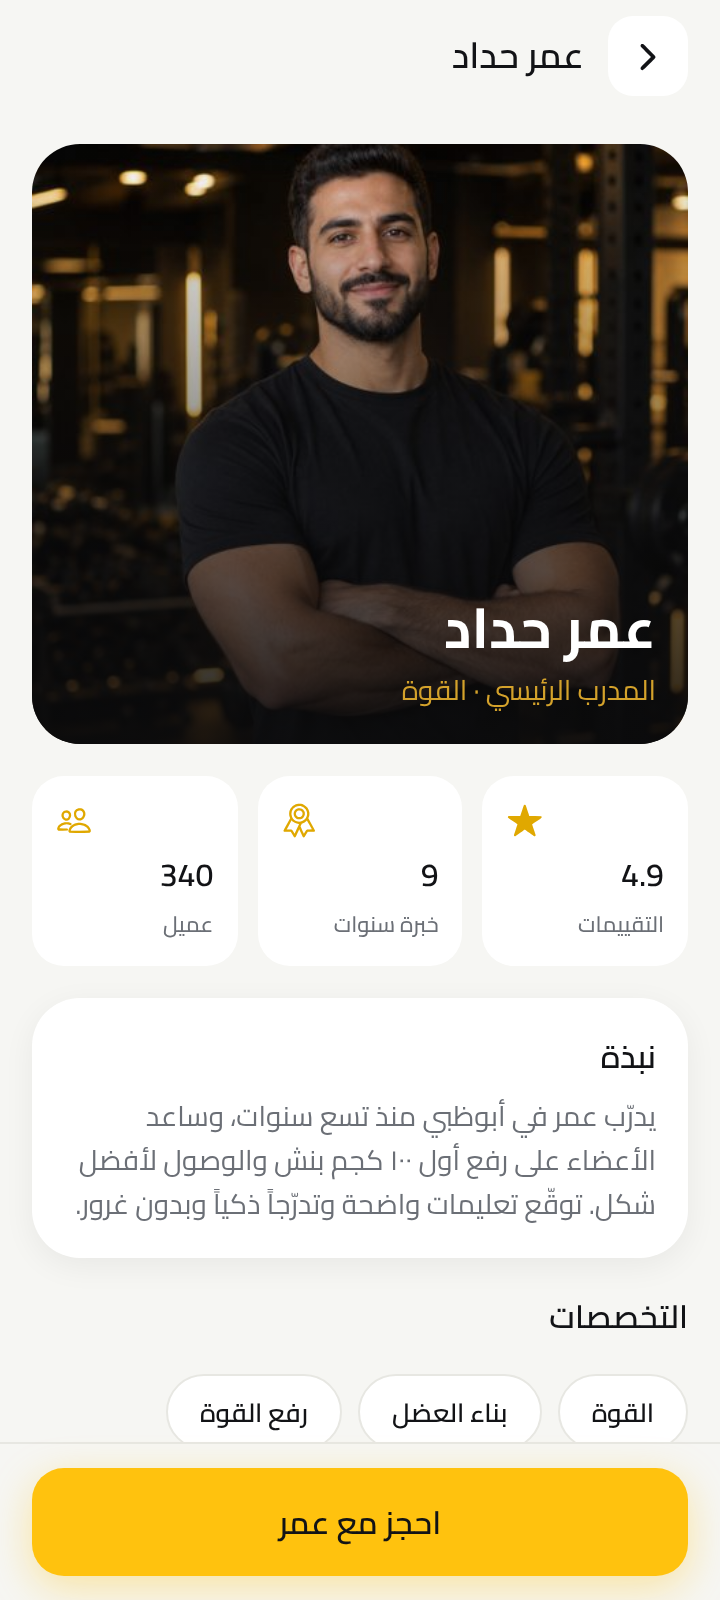 عمر حداد
عمر حداد
المدرب الرئيسي · القوة
4.9
التقييمات
9
خبرة سنوات
340
عميل
نبذة
يدرّب عمر في أبوظبي منذ تسع سنوات، وساعد
الأعضاء على رفع أول ١٠٠ كجم بنش والوصول لأفضل
شكل. توقّع تعليمات واضحة وتدرّجاً ذكياً وبدون غرور.
التخصصات
القوة
بناء العضل
رفع القوة
احجز مع عمر